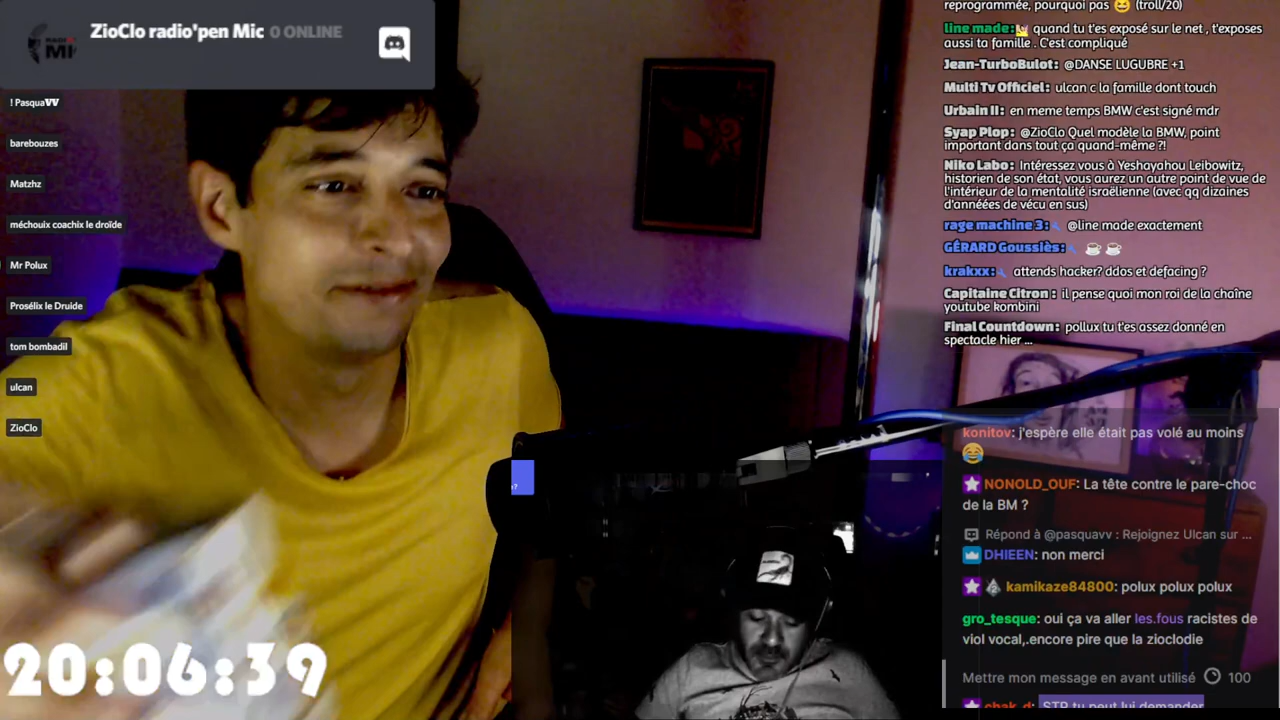 ZioClo radio'pen Mic 0 ONLINE
RADIO
MI
! PasquaVV
barebouzes
Matzhz
méchouix coachix le droïde
Mr Polux
Prosélix le Druide
tom bombadil
ulcan
ZioClo
20:06:39
?
reprogrammée, pourquoi pas 😆 (troll/20)
line made: quand tu t'es exposé sur le net , t'exposes
aussi ta famille . C'est compliqué
Jean-TurboBulot: @DANSE LUGUBRE +1
Multi Tv Officiel: ulcan c la famille dont touch
Urbain II: en meme temps BMW c'est signé mdr
Syap Plop: @ZioClo Quel modèle la BMW, point
important dans tout ça quand-même ?!
Niko Labo: Intéressez vous à Yeshayahou Leibowitz,
historien de son état, vous aurez un autre point de vue de
l'intérieur de la mentalité israëlienne (avec qq dizaines
d'annéées de vécu en sus)
rage machine 3: @line made exactement
GÉRARD Goussiès: ☕ ☕
krakxx: attends hacker? ddos et defacing ?
Capitaine Citron: il pense quoi mon roi de la chaîne
youtube kombini
Final Countdown: pollux tu t'es assez donné en
spectacle hier ...
konitov: j'espère elle était pas volé au moins
😂
NONOLD_OUF: La tête contre le pare-choc
de la BM ?
Répond à @pasquavv : Rejoignez Ulcan sur ...
DHIEEN: non merci
kamikaze84800: polux polux polux
gro_tesque: oui ça va aller les.fous racistes de
viol vocal,.encore pire que la zioclodie
Mettre mon message en avant utilisé 100
chak_d: STP tu peut lui demander